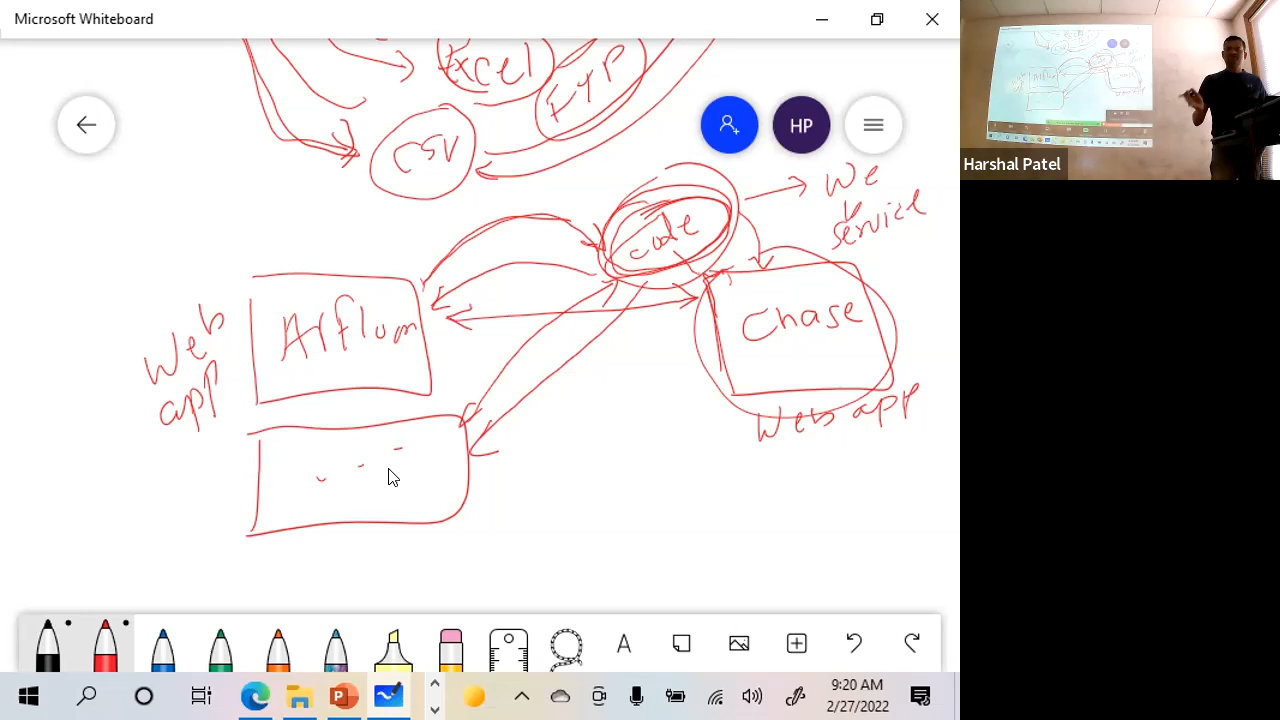 Microsoft Whiteboard
Excel
FTP
CSV
HP
Harshal Patel
code
We
service
Web
app
Chase
Web app
A
9:20 AM
2/27/2022